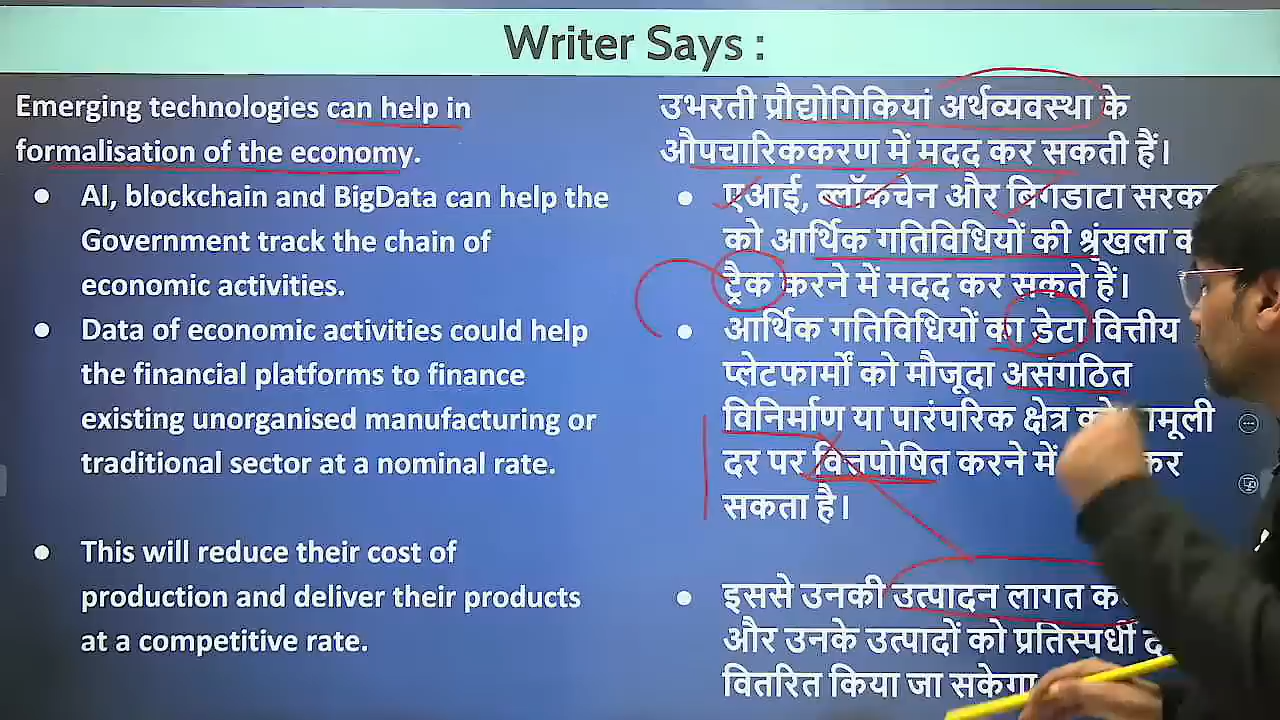 Writer Says :
Emerging technologies can help in
formalisation of the economy.
● AI, blockchain and BigData can help the
Government track the chain of
economic activities.
● Data of economic activities could help
the financial platforms to finance
existing unorganised manufacturing or
traditional sector at a nominal rate.
● This will reduce their cost of
production and deliver their products
at a competitive rate.
उभरती प्रौद्योगिकियां अर्थव्यवस्था के
औपचारिककरण में मदद कर सकती हैं।
● एआई, ब्लॉकचेन और बिगडाटा
को आर्थिक गतिविधियों की श्रृंखला
ट्रैक करने में मदद कर सकते हैं।
● आर्थिक गतिविधियों का डेटा वित्तीय
प्लेटफार्मों को मौजूदा असंगठित
विनिर्माण या पारंपरिक क्षेत्र
दर पर वित्तपोषित करने में कर
सकता है।
● इससे उनकी उत्पादन लागत
और उनके उत्पादों को प्रतिस्पर्धी
वितरित किया जा सकेगा